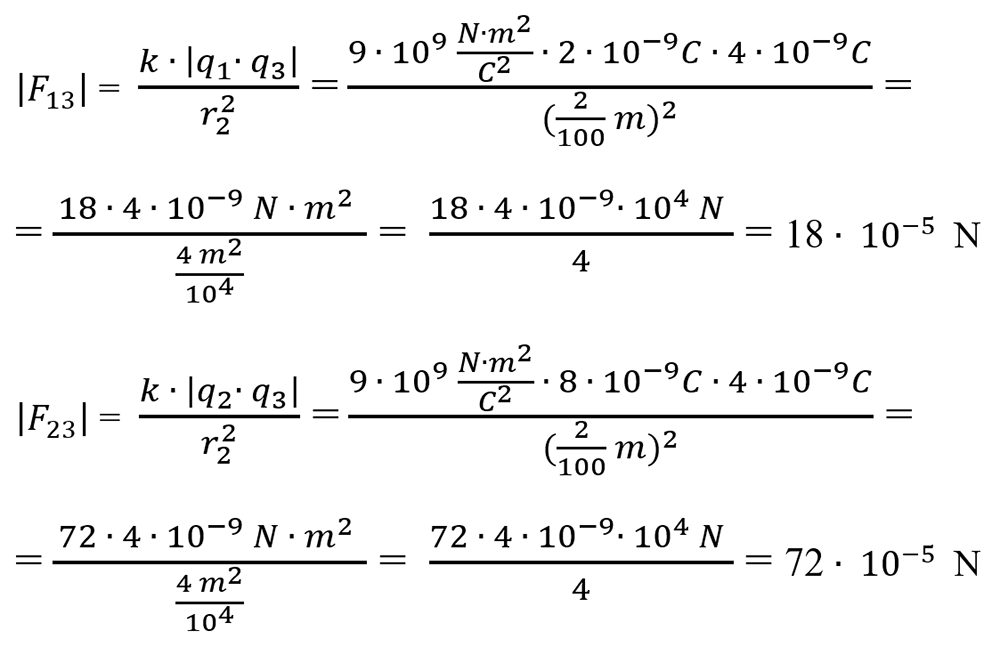 |F₁₃| = k · |q₁· q₃| / r₂² = 9 · 10⁹ N·m²/C² · 2 · 10⁻⁹C · 4 · 10⁻⁹C / (2/100 m)² =
= 18 · 4 · 10⁻⁹ N · m² / (4 m²/10⁴) = 18 · 4 · 10⁻⁹· 10⁴ N / 4 = 18 · 10⁻⁵ N
|F₂₃| = k · |q₂· q₃| / r₂² = 9 · 10⁹ N·m²/C² · 8 · 10⁻⁹C · 4 · 10⁻⁹C / (2/100 m)² =
= 72 · 4 · 10⁻⁹ N · m² / (4 m²/10⁴) = 72 · 4 · 10⁻⁹· 10⁴ N / 4 = 72 · 10⁻⁵ N